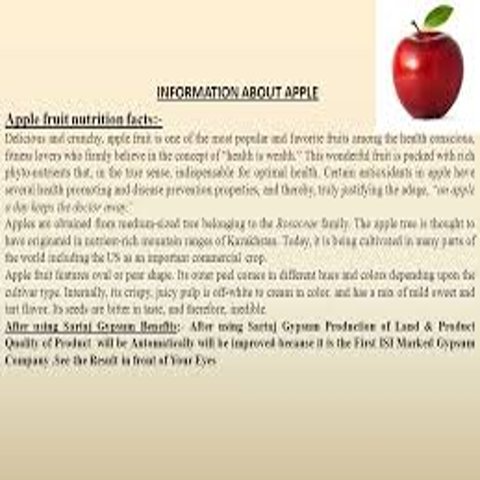 INFORMATION ABOUT APPLE
Apple fruit nutrition facts:-
Delicious and crunchy, apple fruit is one of the most popular and favorite fruits among the health conscious,
fitness lovers who firmly believe in the concept of "health is wealth." This wonderful fruit is packed with rich
phyto-nutrients that, in the true sense, indispensable for optimal health. Certain antioxidants in apple have
several health promoting and disease prevention properties, and thereby, truly justifying the adage, "an apple
a day keeps the doctor away."
Apples are obtained from medium-sized tree belonging to the Rosaceae family. The apple tree is thought to
have originated in nutrient-rich mountain ranges of Kazakhstan. Today, it is being cultivated in many parts of
the world including the US as an important commercial crop.
Apple fruit features oval or pear shape. Its outer peel comes in different hues and colors depending upon the
cultivar type. Internally, its crispy, juicy pulp is off-white to cream in color, and has a mix of mild sweet and
tart flavor. Its seeds are bitter in taste, and therefore, inedible.
After using Sartaj Gypsum Benefits:- After using Sartaj Gypsum Production of Land & Product
Quality of Product will be Automatically will be improved because it is the First ISI Marked Gypsum
Company ,See the Result in front of Your Eyes